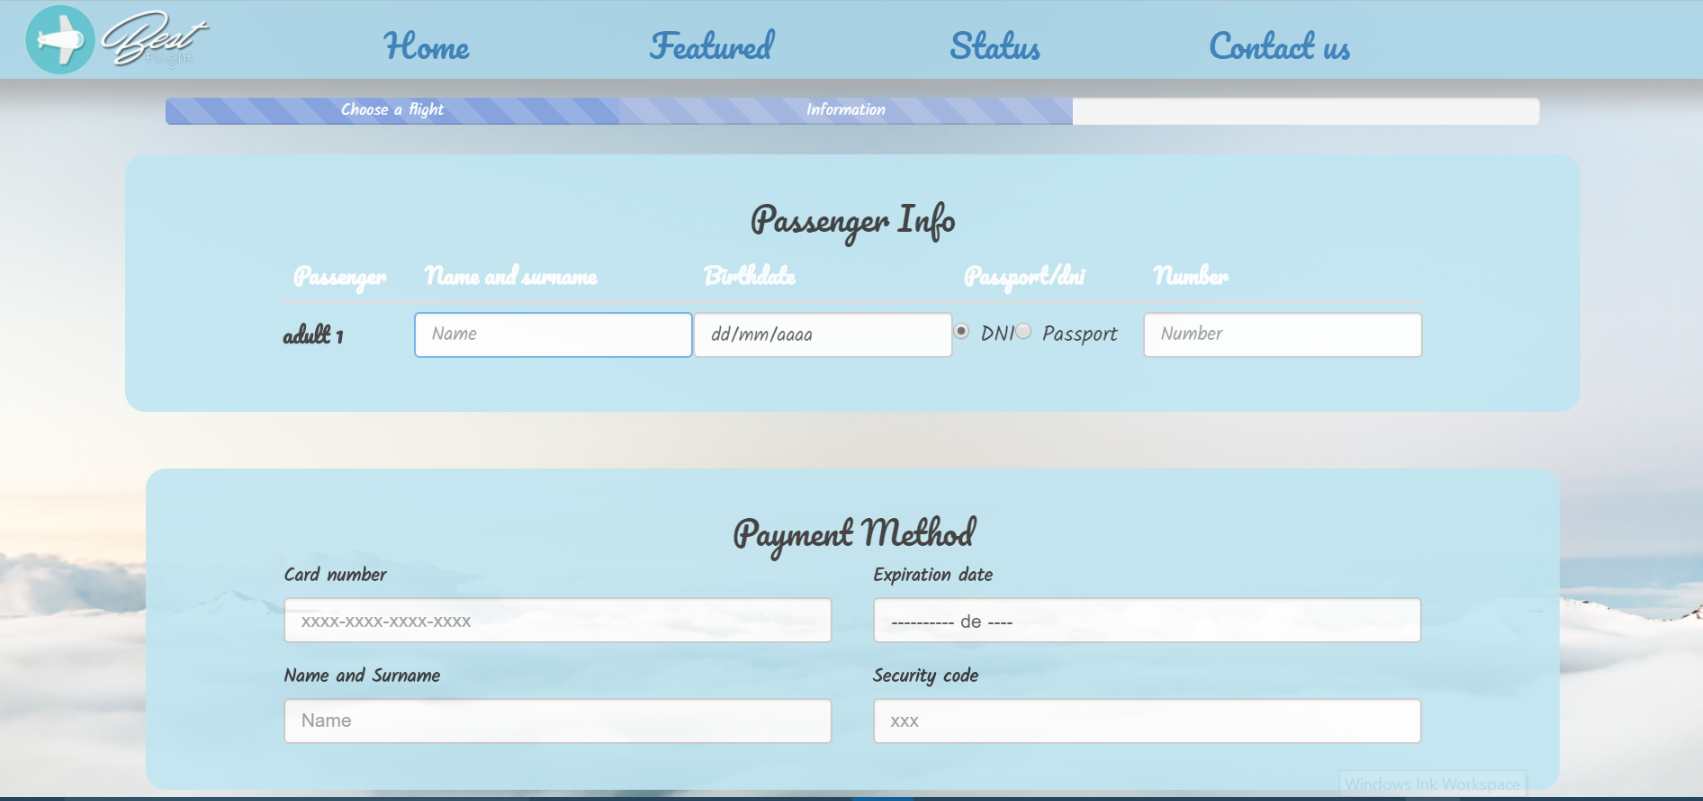 Best
Flight
Home Featured Status Contact us
Choose a flight Information
Passenger Info
Passenger Name and surname Birthdate Passport/dni Number
adult 1 Name dd/mm/aaaa DNI Passport Number
Payment Method
Card number Expiration date
xxxx-xxxx-xxxx-xxxx ---------- de ----
Name and Surname Security code
Name xxx
Windows Ink Workspace